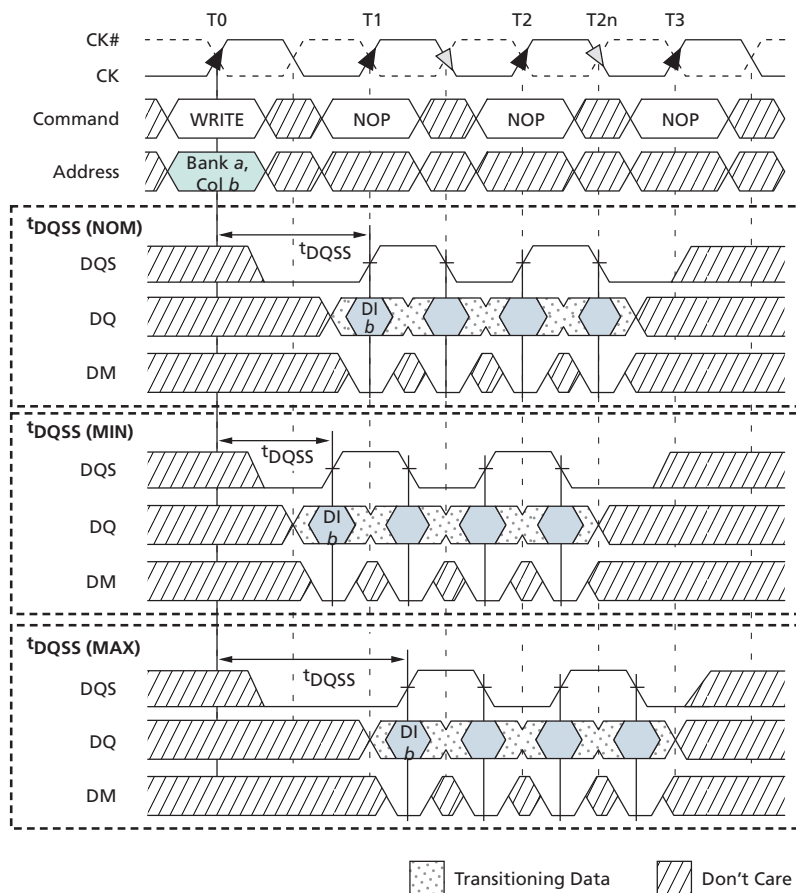 T0 T1 T2 T2n T3
CK#
CK
Command WRITE NOP NOP NOP
Address Bank a,
Col b
tDQSS (NOM)
tDQSS
DQS
DQ DI
b
DM
tDQSS (MIN)
tDQSS
DQS
DQ DI
b
DM
tDQSS (MAX)
tDQSS
DQS
DQ DI
b
DM
Transitioning Data Don't Care